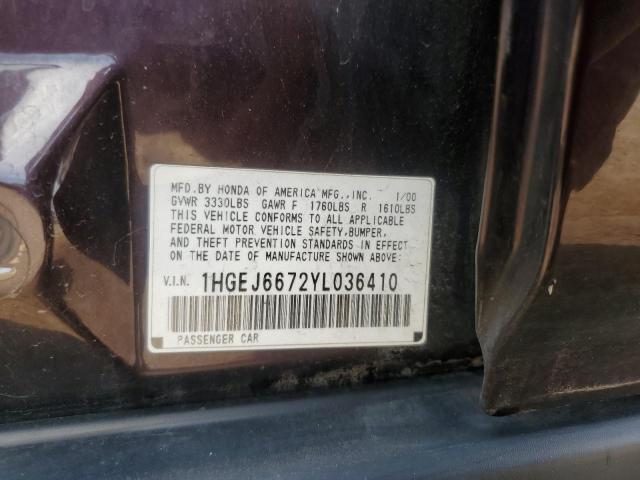 MFD.BY HONDA OF AMERICA MFG.,INC. 1/00
GVWR 3330LBS GAWR F 1760LBS R 1610LBS
THIS VEHICLE CONFORMS TO ALL APPLICABLE
FEDERAL MOTOR VEHICLE SAFETY,BUMPER,
AND THEFT PREVENTION STANDARDS IN EFFECT
ON THE DATE OF MANUFACTURE SHOWN ABOVE.
V.I.N. 1HGEJ6672YL036410
PASSENGER CAR